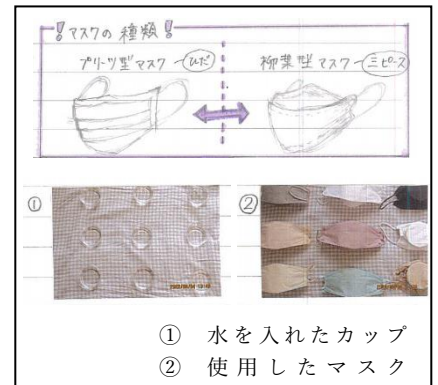 !マスクの種類!
プリーツ型マスク ひだ
柳葉型マスク 三ピース
①
②
① 水を入れたカップ
② 使用したマスク